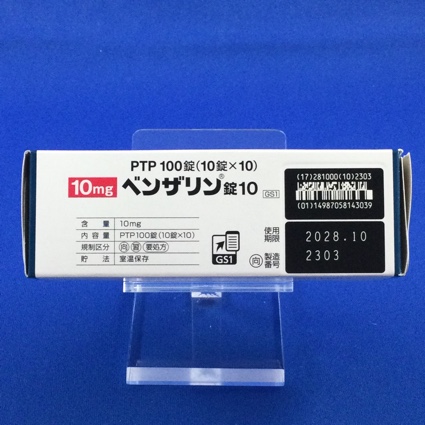 PTP 100錠(10錠×10)
10mg ベンザリン®錠10 GS1
含 量 10mg
内 容 量 PTP100錠(10錠×10)
規制区分 向 習 要処方
貯 法 室温保存
GS1
(17)281000(10)2303
(01)14987058143039
使用期限 2028.10
向 製造番号 2303